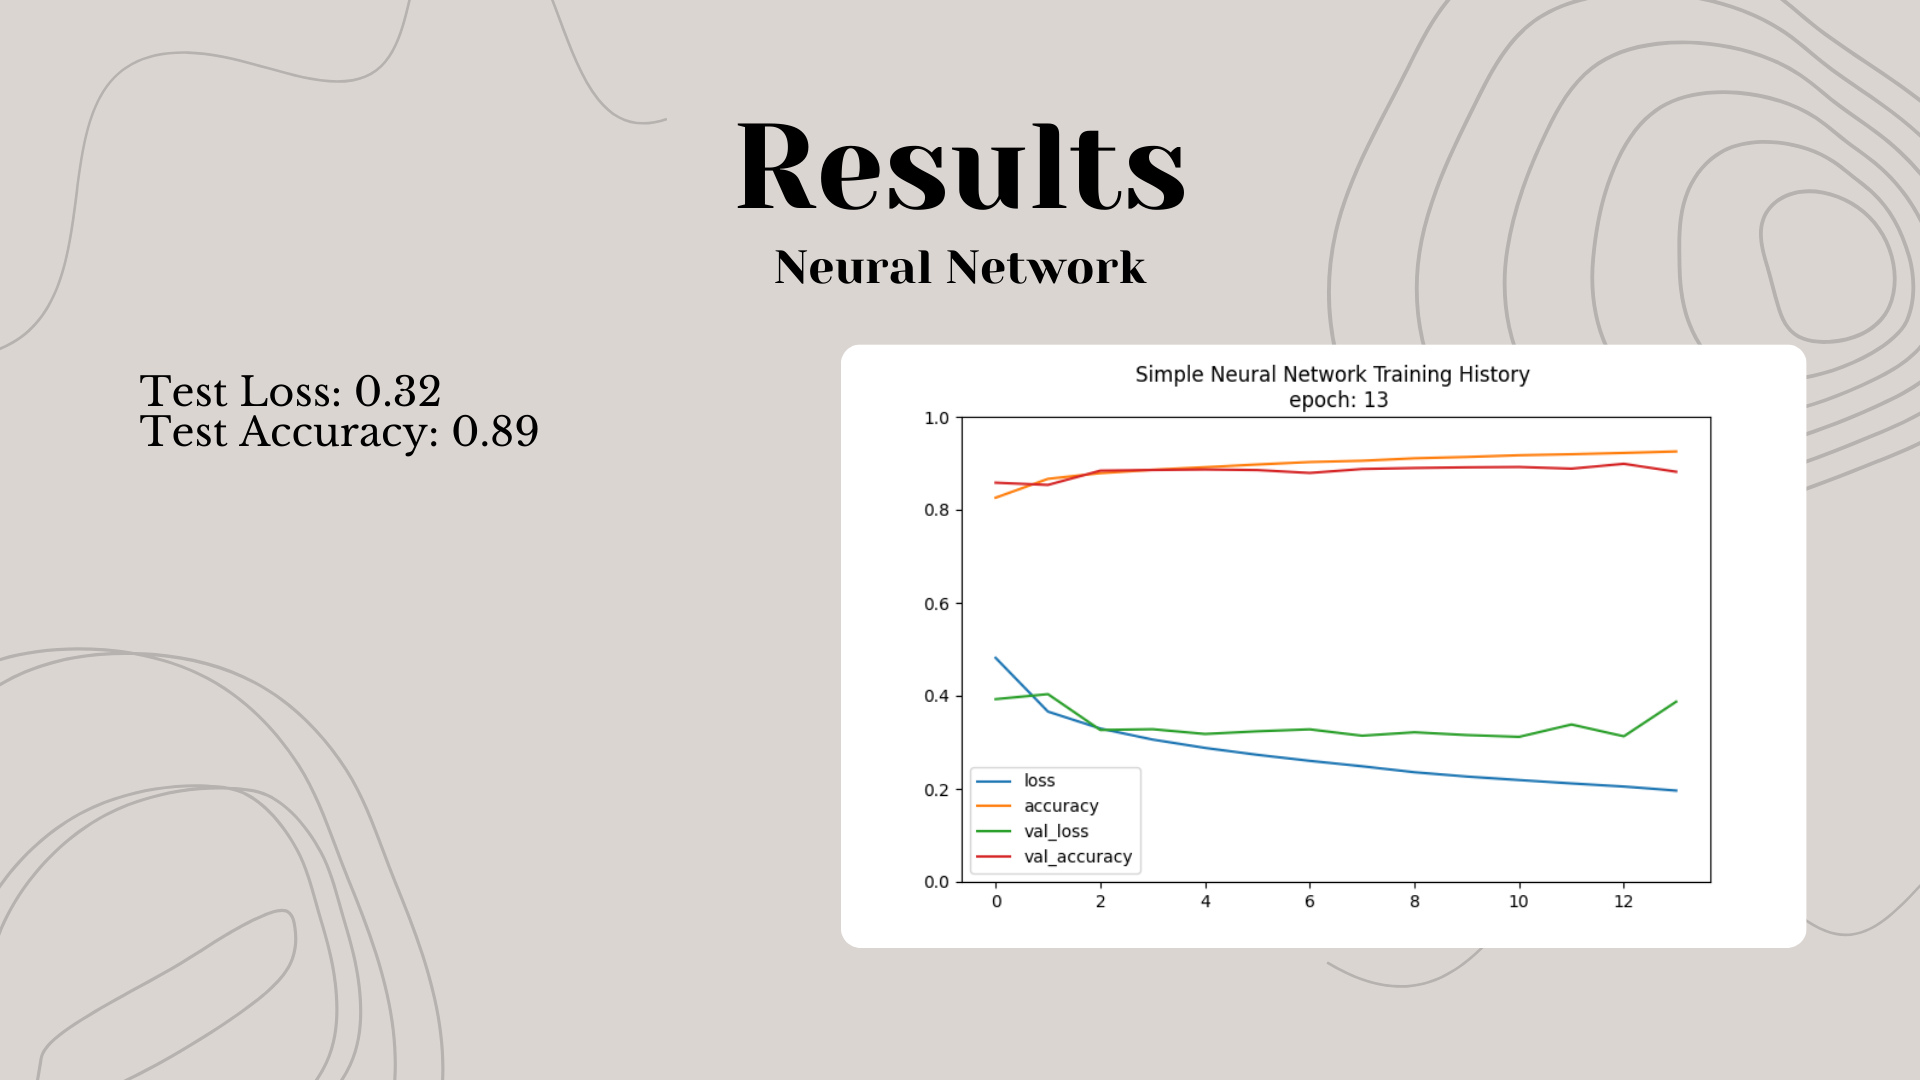 Results
Neural Network
Test Loss: 0.32
Test Accuracy: 0.89
Simple Neural Network Training History
epoch: 13
1.0
0.8
0.6
0.4
0.2
0.0
loss
accuracy
val_loss
val_accuracy
0 2 4 6 8 10 12